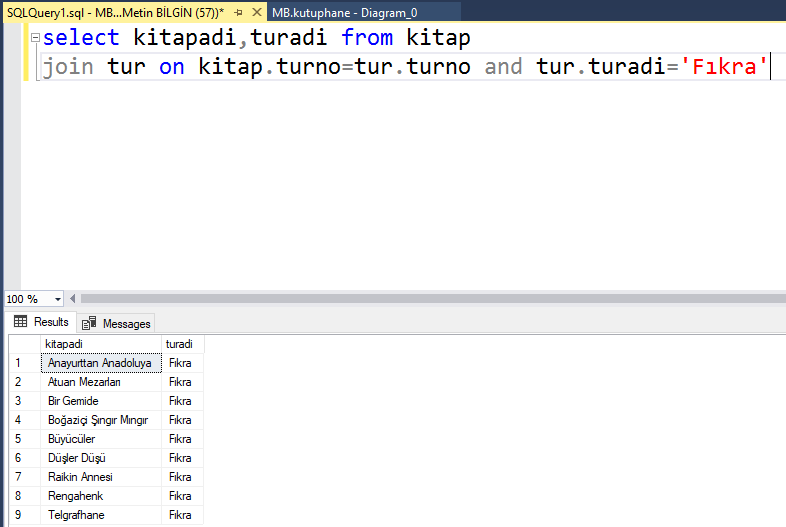 SQLQuery1.sql - MB...Metin BİLGİN (57))*
MB.kutuphane - Diagram_0
select kitapadi,turadi from kitap
join tur on kitap.turno=tur.turno and tur.turadi='Fıkra'
100 %
Results
Messages
kitapadi turadi
1 Anayurttan Anadoluya Fıkra
2 Atuan Mezarları Fıkra
3 Bir Gemide Fıkra
4 Boğaziçi Şıngır Mıngır Fıkra
5 Büyücüler Fıkra
6 Düşler Düşü Fıkra
7 Raikin Annesi Fıkra
8 Rengahenk Fıkra
9 Telgrafhane Fıkra